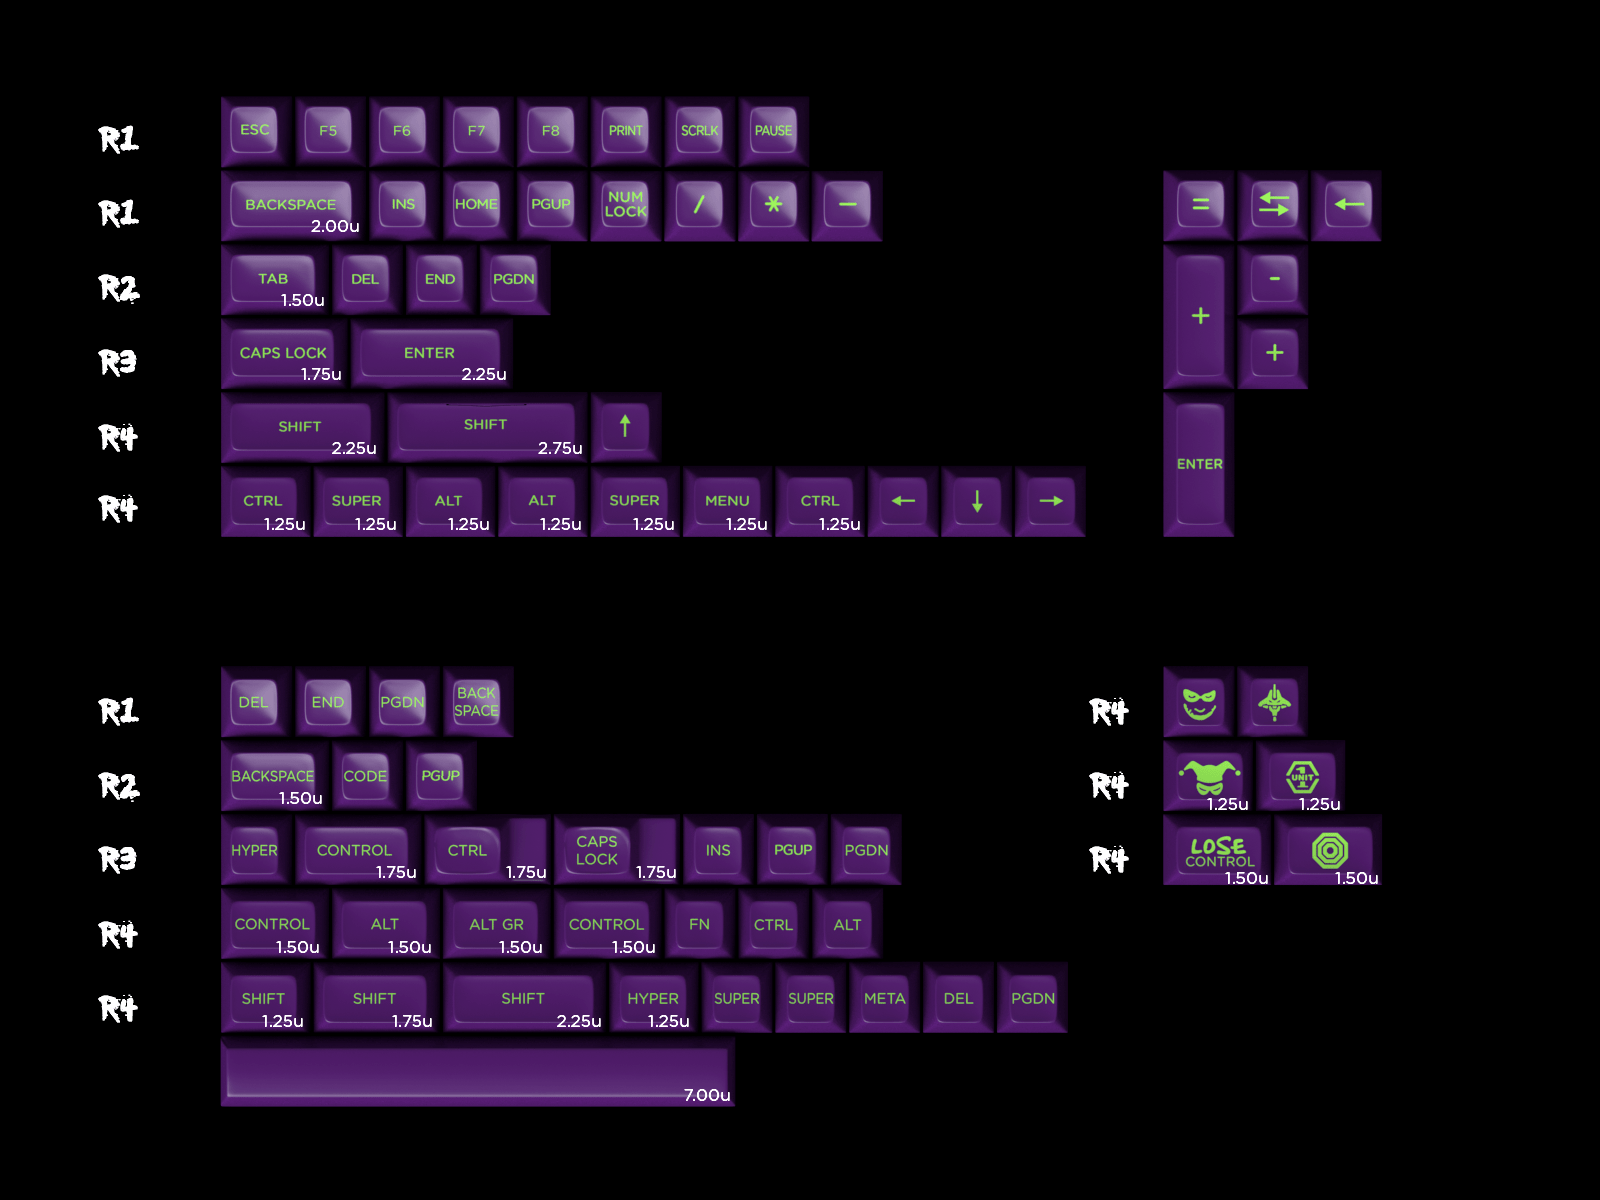 R1 ESC F5 F6 F7 F8 PRINT SCRLK PAUSE
R1 BACKSPACE 2.00u INS HOME PGUP NUM LOCK / * − = ⇆ ←
R2 TAB 1.50u DEL END PGDN + -
R3 CAPS LOCK 1.75u ENTER 2.25u +
R4 SHIFT 2.25u SHIFT 2.75u ↑ ENTER
R4 CTRL 1.25u SUPER 1.25u ALT 1.25u ALT 1.25u SUPER 1.25u MENU 1.25u CTRL 1.25u ← ↓ →
R1 DEL END PGDN BACK SPACE
R2 BACKSPACE 1.50u CODE PGUP
R3 HYPER CONTROL 1.75u CTRL 1.75u CAPS LOCK 1.75u INS PGUP PGDN
R4 CONTROL 1.50u ALT 1.50u ALT GR 1.50u CONTROL 1.50u FN CTRL ALT
R4 SHIFT 1.25u SHIFT 1.75u SHIFT 2.25u HYPER 1.25u SUPER SUPER META DEL PGDN
7.00u
R4
R4 1.25u 1 UNIT 1.25u
R4 LOSE CONTROL 1.50u 1.50u